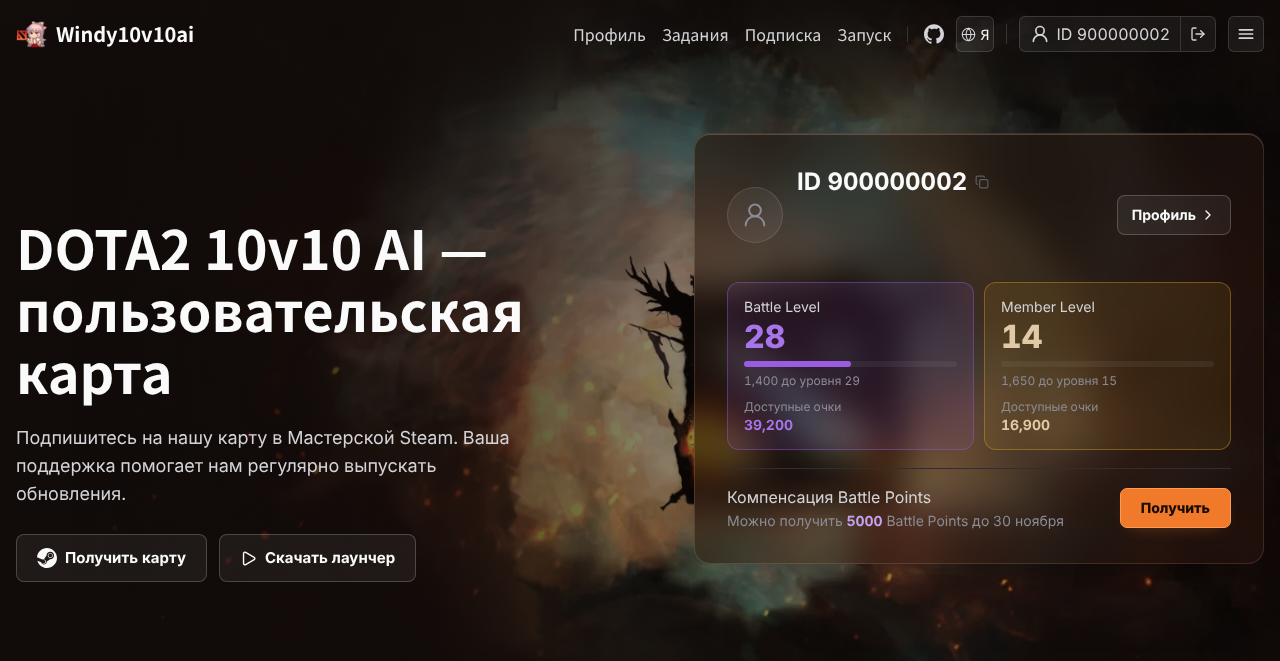 Windy10v10ai
Профиль Задания Подписка Запуск Я ID 900000002
DOTA2 10v10 AI —
пользовательская
карта
Подпишитесь на нашу карту в Мастерской Steam. Ваша
поддержка помогает нам регулярно выпускать
обновления.
Получить карту Скачать лаунчер
ID 900000002
Профиль
Battle Level
28
1,400 до уровня 29
Доступные очки
39,200
Member Level
14
1,650 до уровня 15
Доступные очки
16,900
Компенсация Battle Points
Можно получить 5000 Battle Points до 30 ноября
Получить